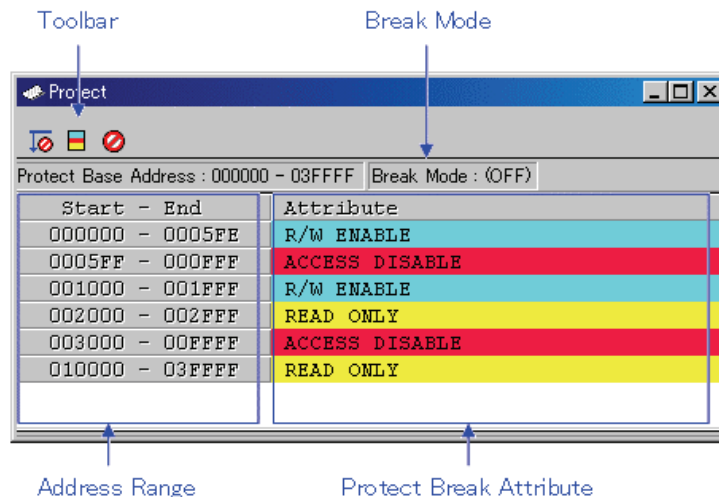 Toolbar Break Mode
Protect
Protect Base Address : 000000 - 03FFFF Break Mode : (OFF)
Start - End Attribute
000000 - 0005FE R/W ENABLE
0005FF - 000FFF ACCESS DISABLE
001000 - 001FFF R/W ENABLE
002000 - 002FFF READ ONLY
003000 - 00FFFF ACCESS DISABLE
010000 - 03FFFF READ ONLY
Address Range Protect Break Attribute